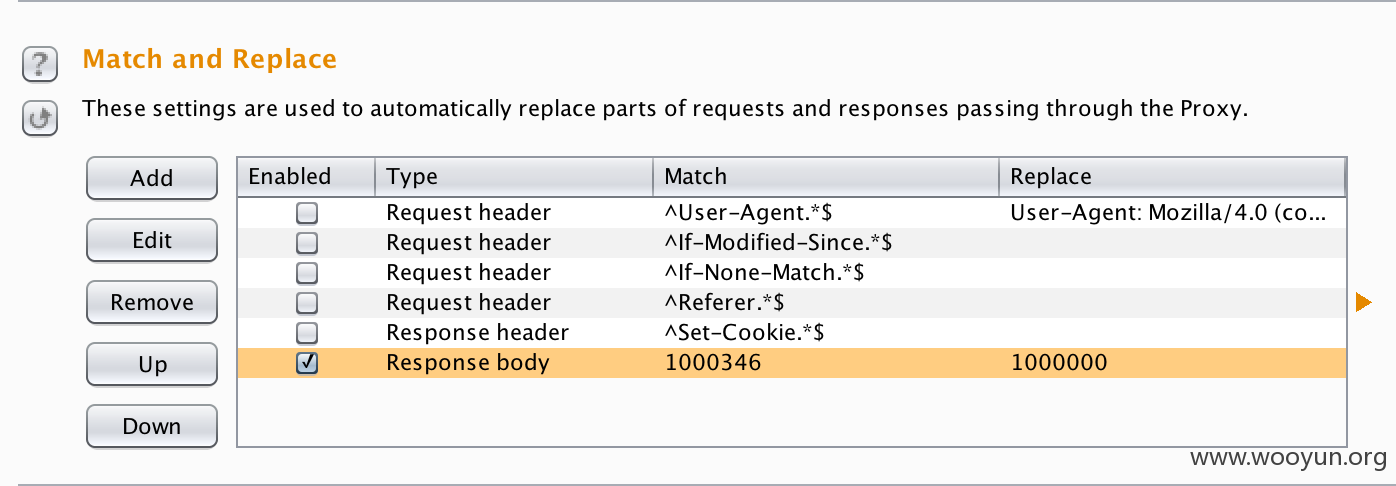 Match and Replace
These settings are used to automatically replace parts of requests and responses passing through the Proxy.
Add
Edit
Remove
Up
Down
Enabled Type Match Replace
Request header ^User-Agent.*$ User-Agent: Mozilla/4.0 (co...
Request header ^If-Modified-Since.*$
Request header ^If-None-Match.*$
Request header ^Referer.*$
Response header ^Set-Cookie.*$
Response body 1000346 1000000
www.wooyun.org